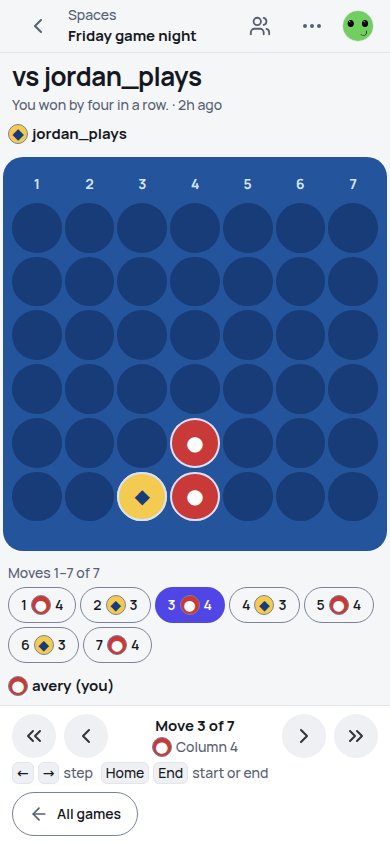 Spaces
Friday game night
vs jordan_plays
You won by four in a row. · 2h ago
jordan_plays
1 2 3 4 5 6 7
Moves 1–7 of 7
1 4 2 3 3 4 4 3 5 4
6 3 7 4
avery (you)
Move 3 of 7
Column 4
← → step Home End start or end
← All games